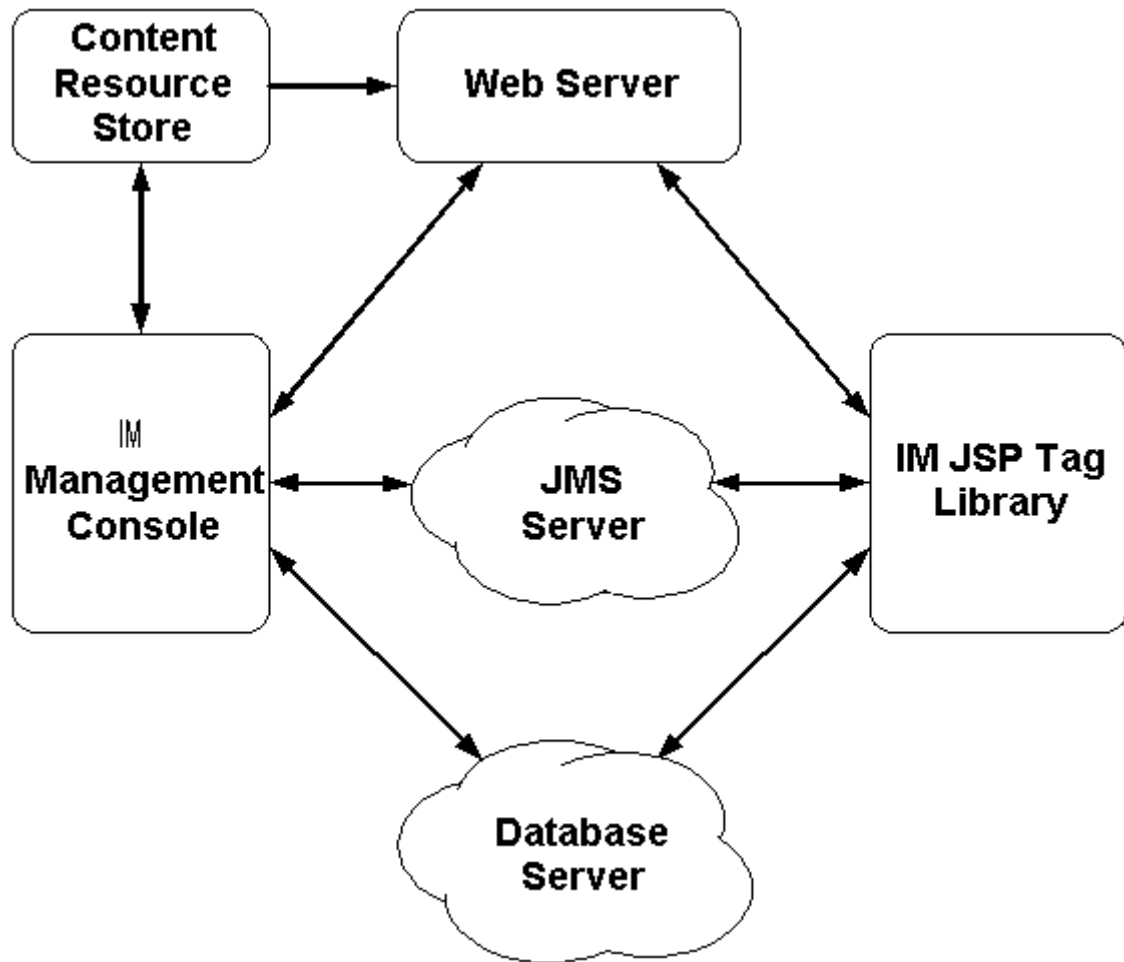 Content
Resource
Store
Web Server
IM
Management
Console
JMS
Server
IM JSP Tag
Library
Database
Server